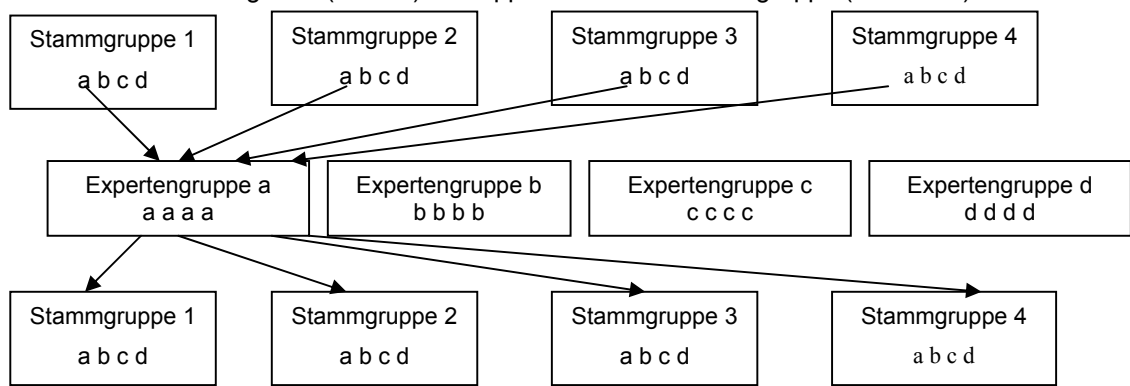 Stammgruppe 1 Stammgruppe 2 Stammgruppe 3 Stammgruppe 4
a b c d a b c d a b c d a b c d
Expertengruppe a Expertengruppe b Expertengruppe c Expertengruppe d
a a a a b b b b c c c c d d d d
Stammgruppe 1 Stammgruppe 2 Stammgruppe 3 Stammgruppe 4
a b c d a b c d a b c d a b c d